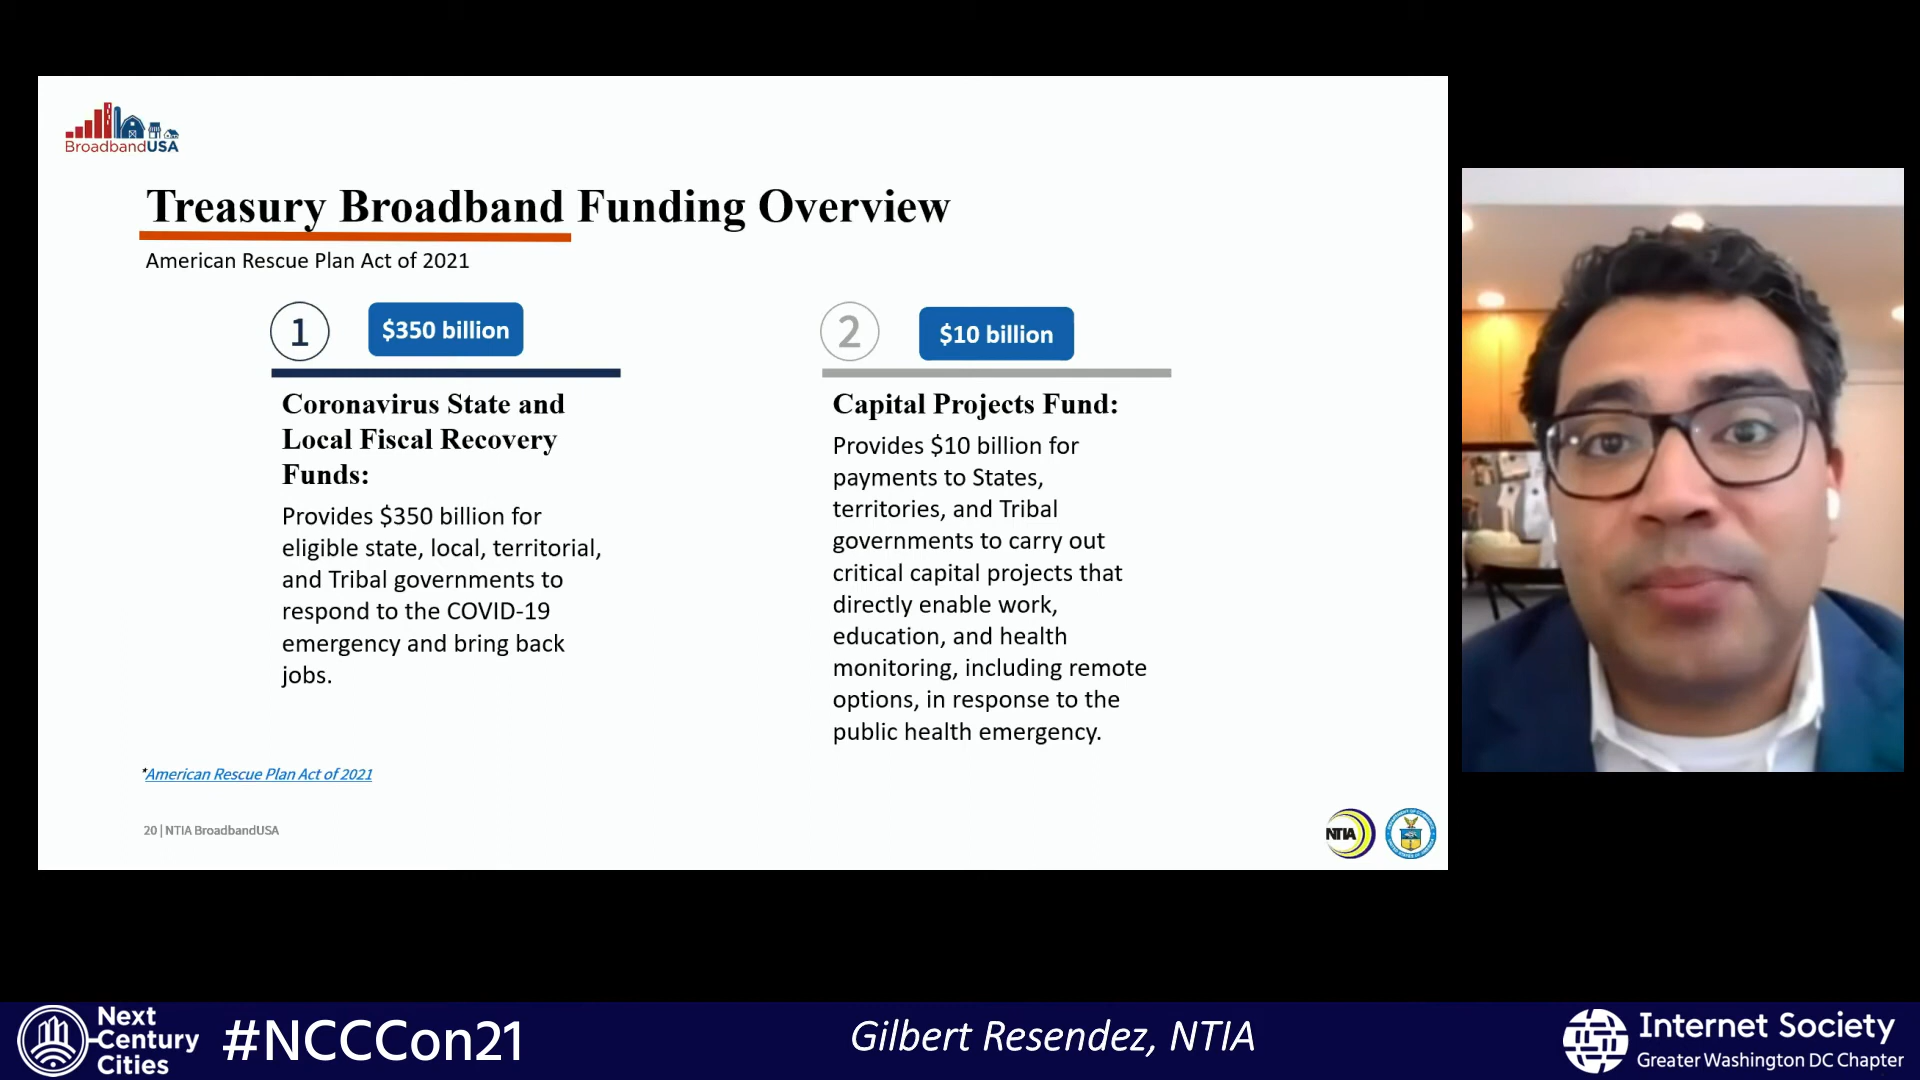 BroadbandUSA
Treasury Broadband Funding Overview
American Rescue Plan Act of 2021
1
$350 billion
Coronavirus State and
Local Fiscal Recovery
Funds:
Provides $350 billion for
eligible state, local, territorial,
and Tribal governments to
respond to the COVID-19
emergency and bring back
jobs.
2
$10 billion
Capital Projects Fund:
Provides $10 billion for
payments to States,
territories, and Tribal
governments to carry out
critical capital projects that
directly enable work,
education, and health
monitoring, including remote
options, in response to the
public health emergency.
*American Rescue Plan Act of 2021
20 | NTIA BroadbandUSA
NTIA
Next
Century
Cities
#NCCCon21
Gilbert Resendez, NTIA
Internet Society
Greater Washington DC Chapter